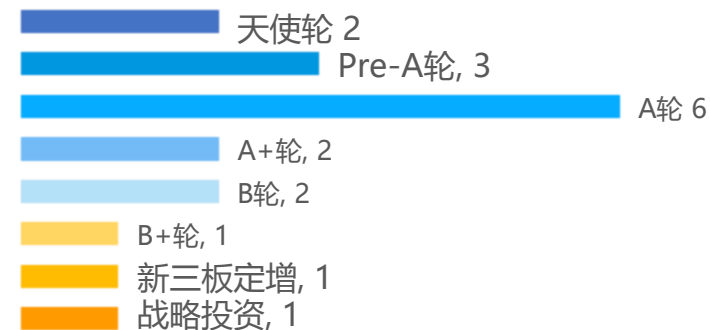 天使轮 2
Pre-A轮, 3
A轮 6
A+轮, 2
B轮, 2
B+轮, 1
新三板定增, 1
战略投资, 1